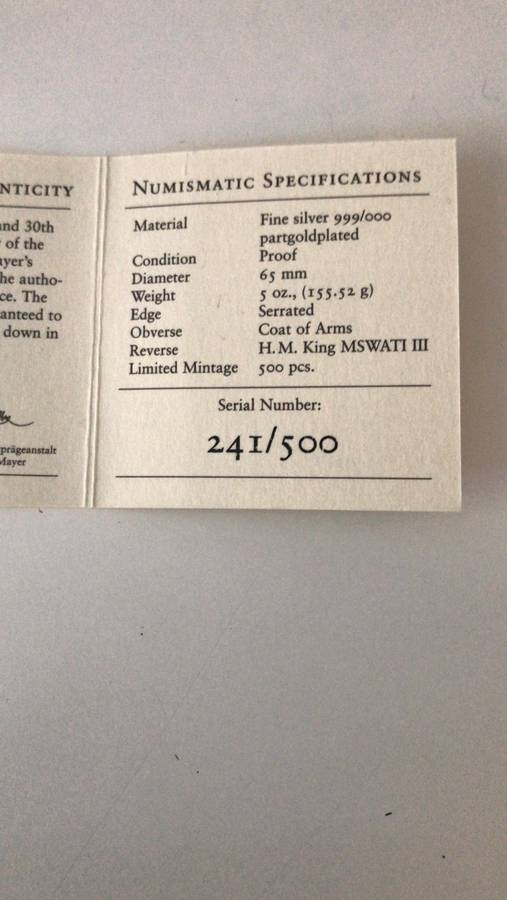 NTICITY
nd 30th
of the
yer's
he autho-
ce. The
anteed to
down in
prägeanstalt
Mayer
NUMISMATIC SPECIFICATIONS
Material Fine silver 999/000
partgoldplated
Condition Proof
Diameter 65 mm
Weight 5 oz., (155.52 g)
Edge Serrated
Obverse Coat of Arms
Reverse H.M. King MSWATI III
Limited Mintage 500 pcs.
Serial Number:
241/500